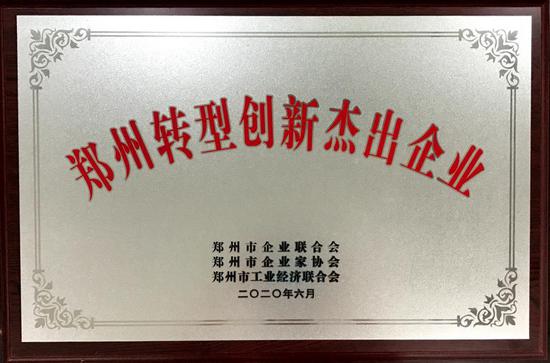 郑州转型创新杰出企业
郑州市企业联合会
郑州市企业家协会
郑州市工业经济联合会
二〇二〇年六月